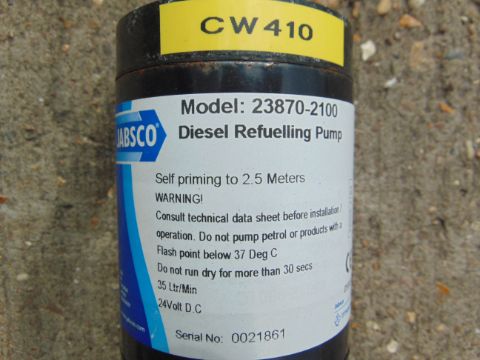 CW410
Model: 23870-2100
JABSCO
Diesel Refuelling Pump
Self priming to 2.5 Meters
WARNING!
Consult technical data sheet before installation /
operation. Do not pump petrol or products with a
Flash point below 37 Deg C
Do not run dry for more than 30 secs
35 Ltr/Min
24Volt D.C
Serial No: 0021861